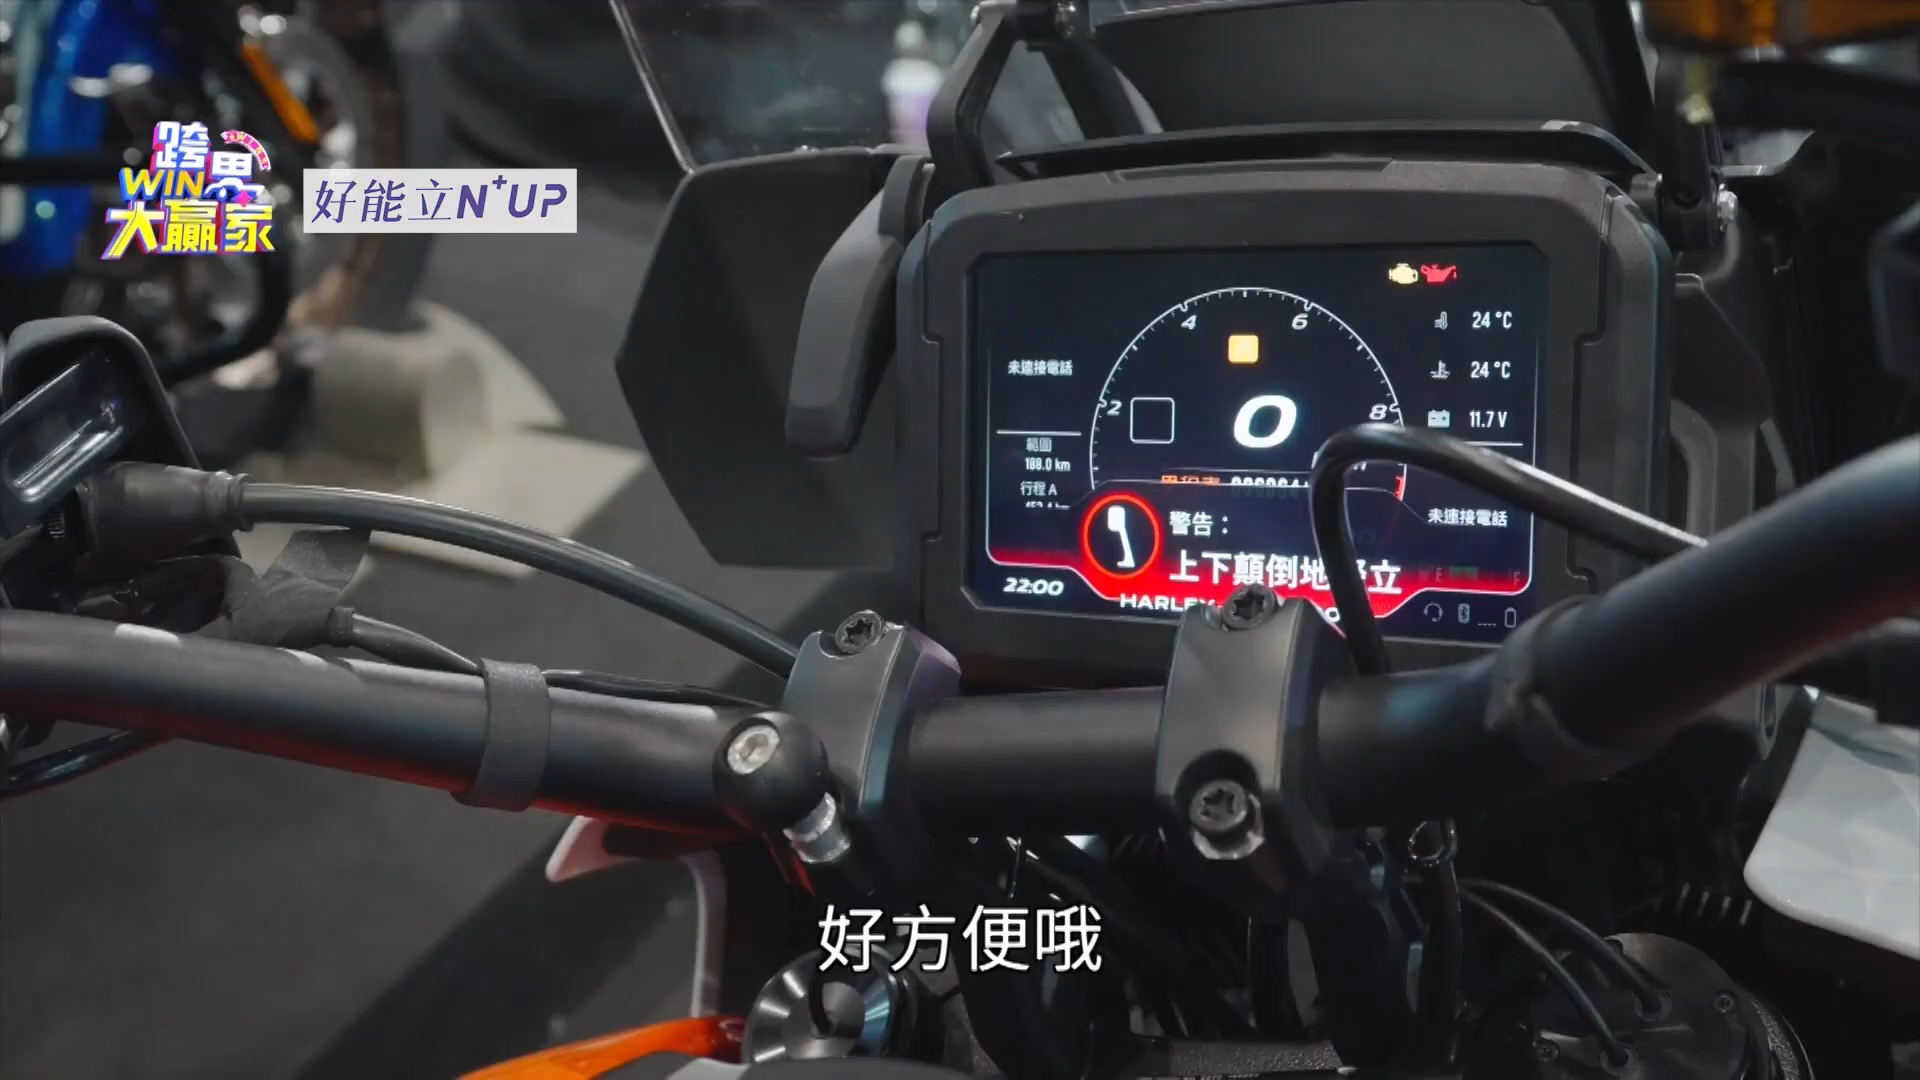 跨界
WIN
大贏家
好能立N+UP
24°C
4
6
未連接電話
24°C
2
0
8
11.7 V
範圍
188.0 km
行程 A
警告：
未連接電話
上下顛倒地
立
E
F
22:00
好方便哦